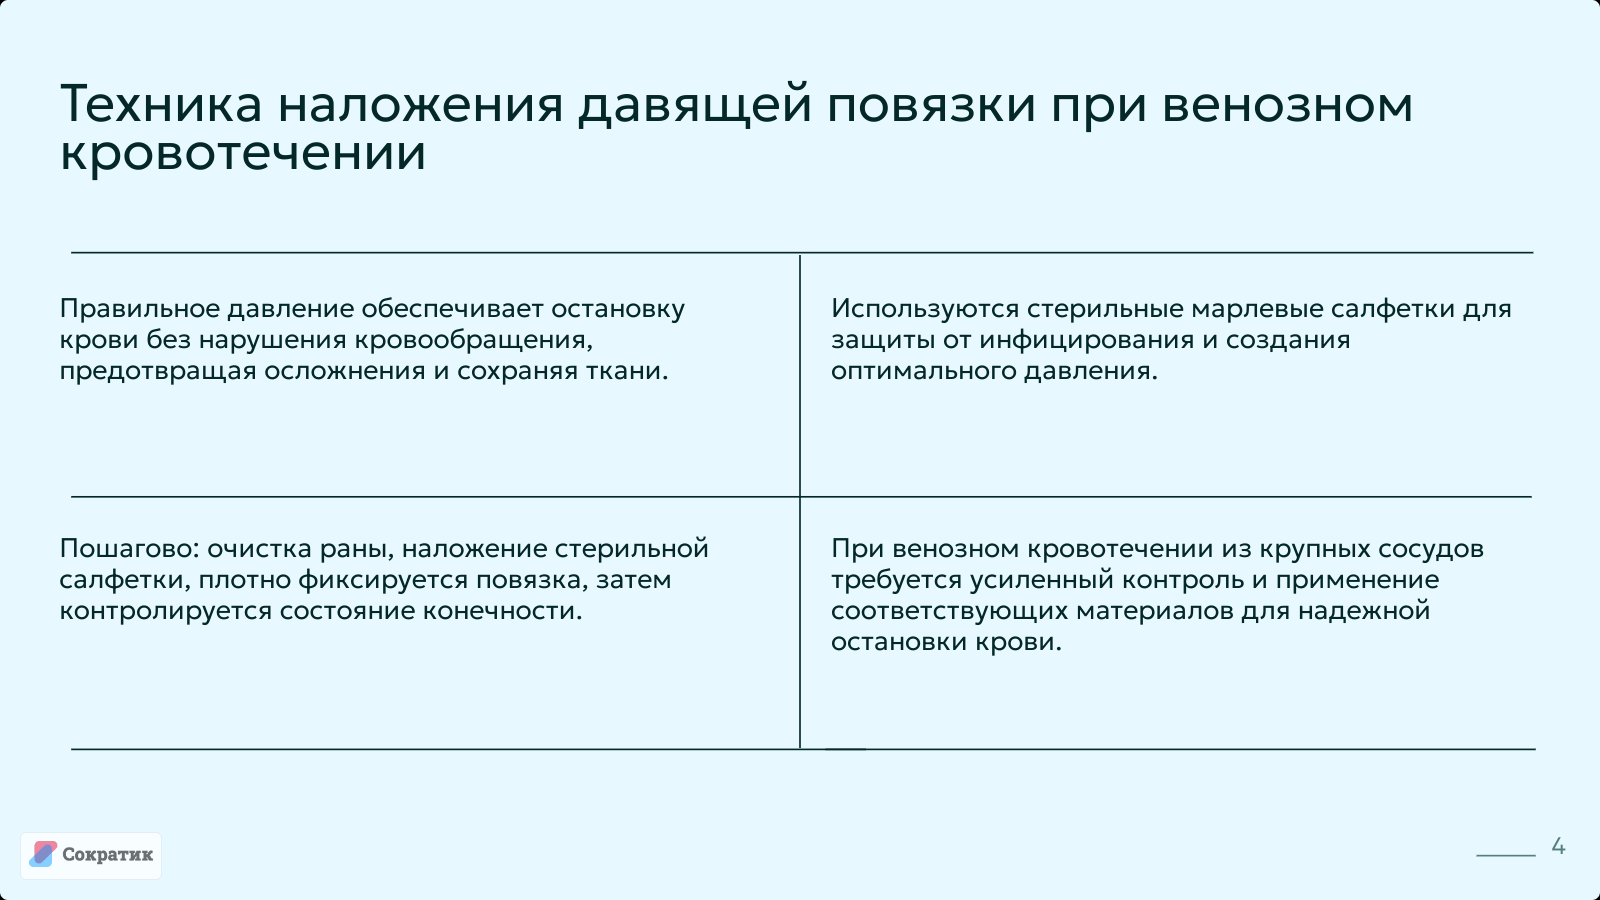 Техника наложения давящей повязки при венозном
кровотечении
Правильное давление обеспечивает остановку
крови без нарушения кровообращения,
предотвращая осложнения и сохраняя ткани.
Используются стерильные марлевые салфетки для
защиты от инфицирования и создания
оптимального давления.
Пошагово: очистка раны, наложение стерильной
салфетки, плотно фиксируется повязка, затем
контролируется состояние конечности.
При венозном кровотечении из крупных сосудов
требуется усиленный контроль и применение
соответствующих материалов для надежной
остановки крови.
Сократик
4